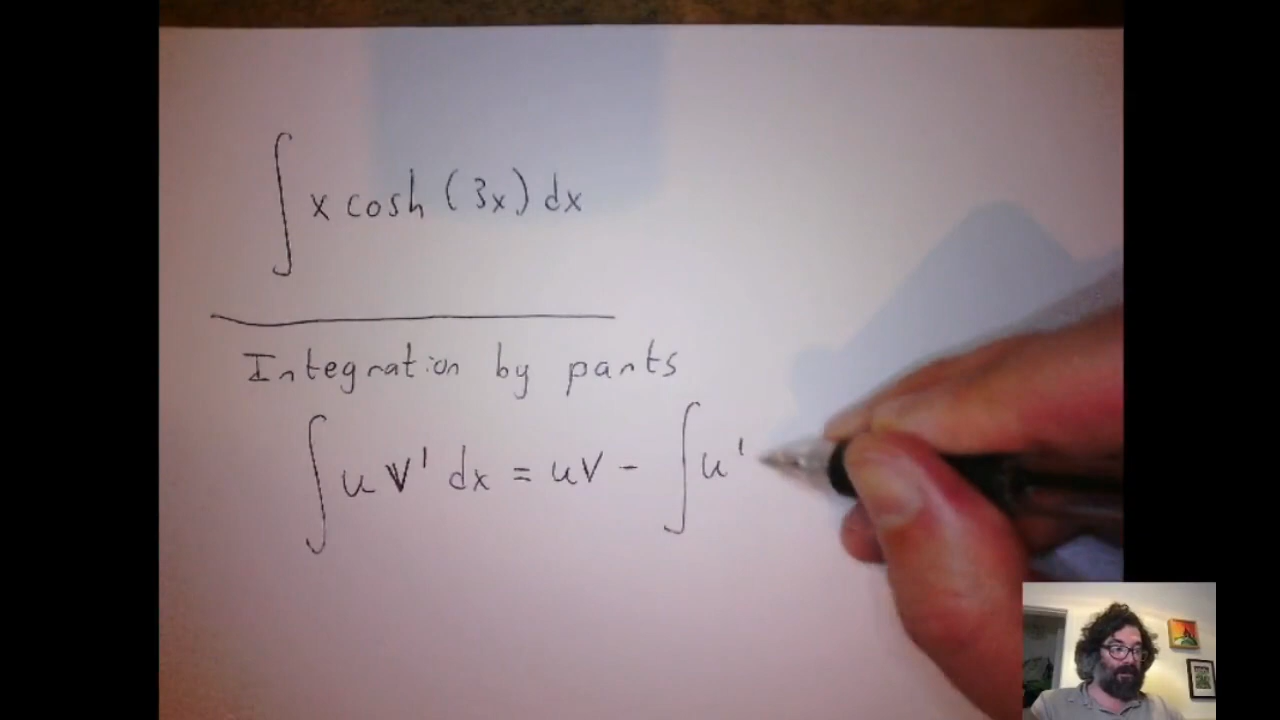 ∫ x cosh (3x) dx
Integration by parts
∫ u v' dx = uv - ∫ u'